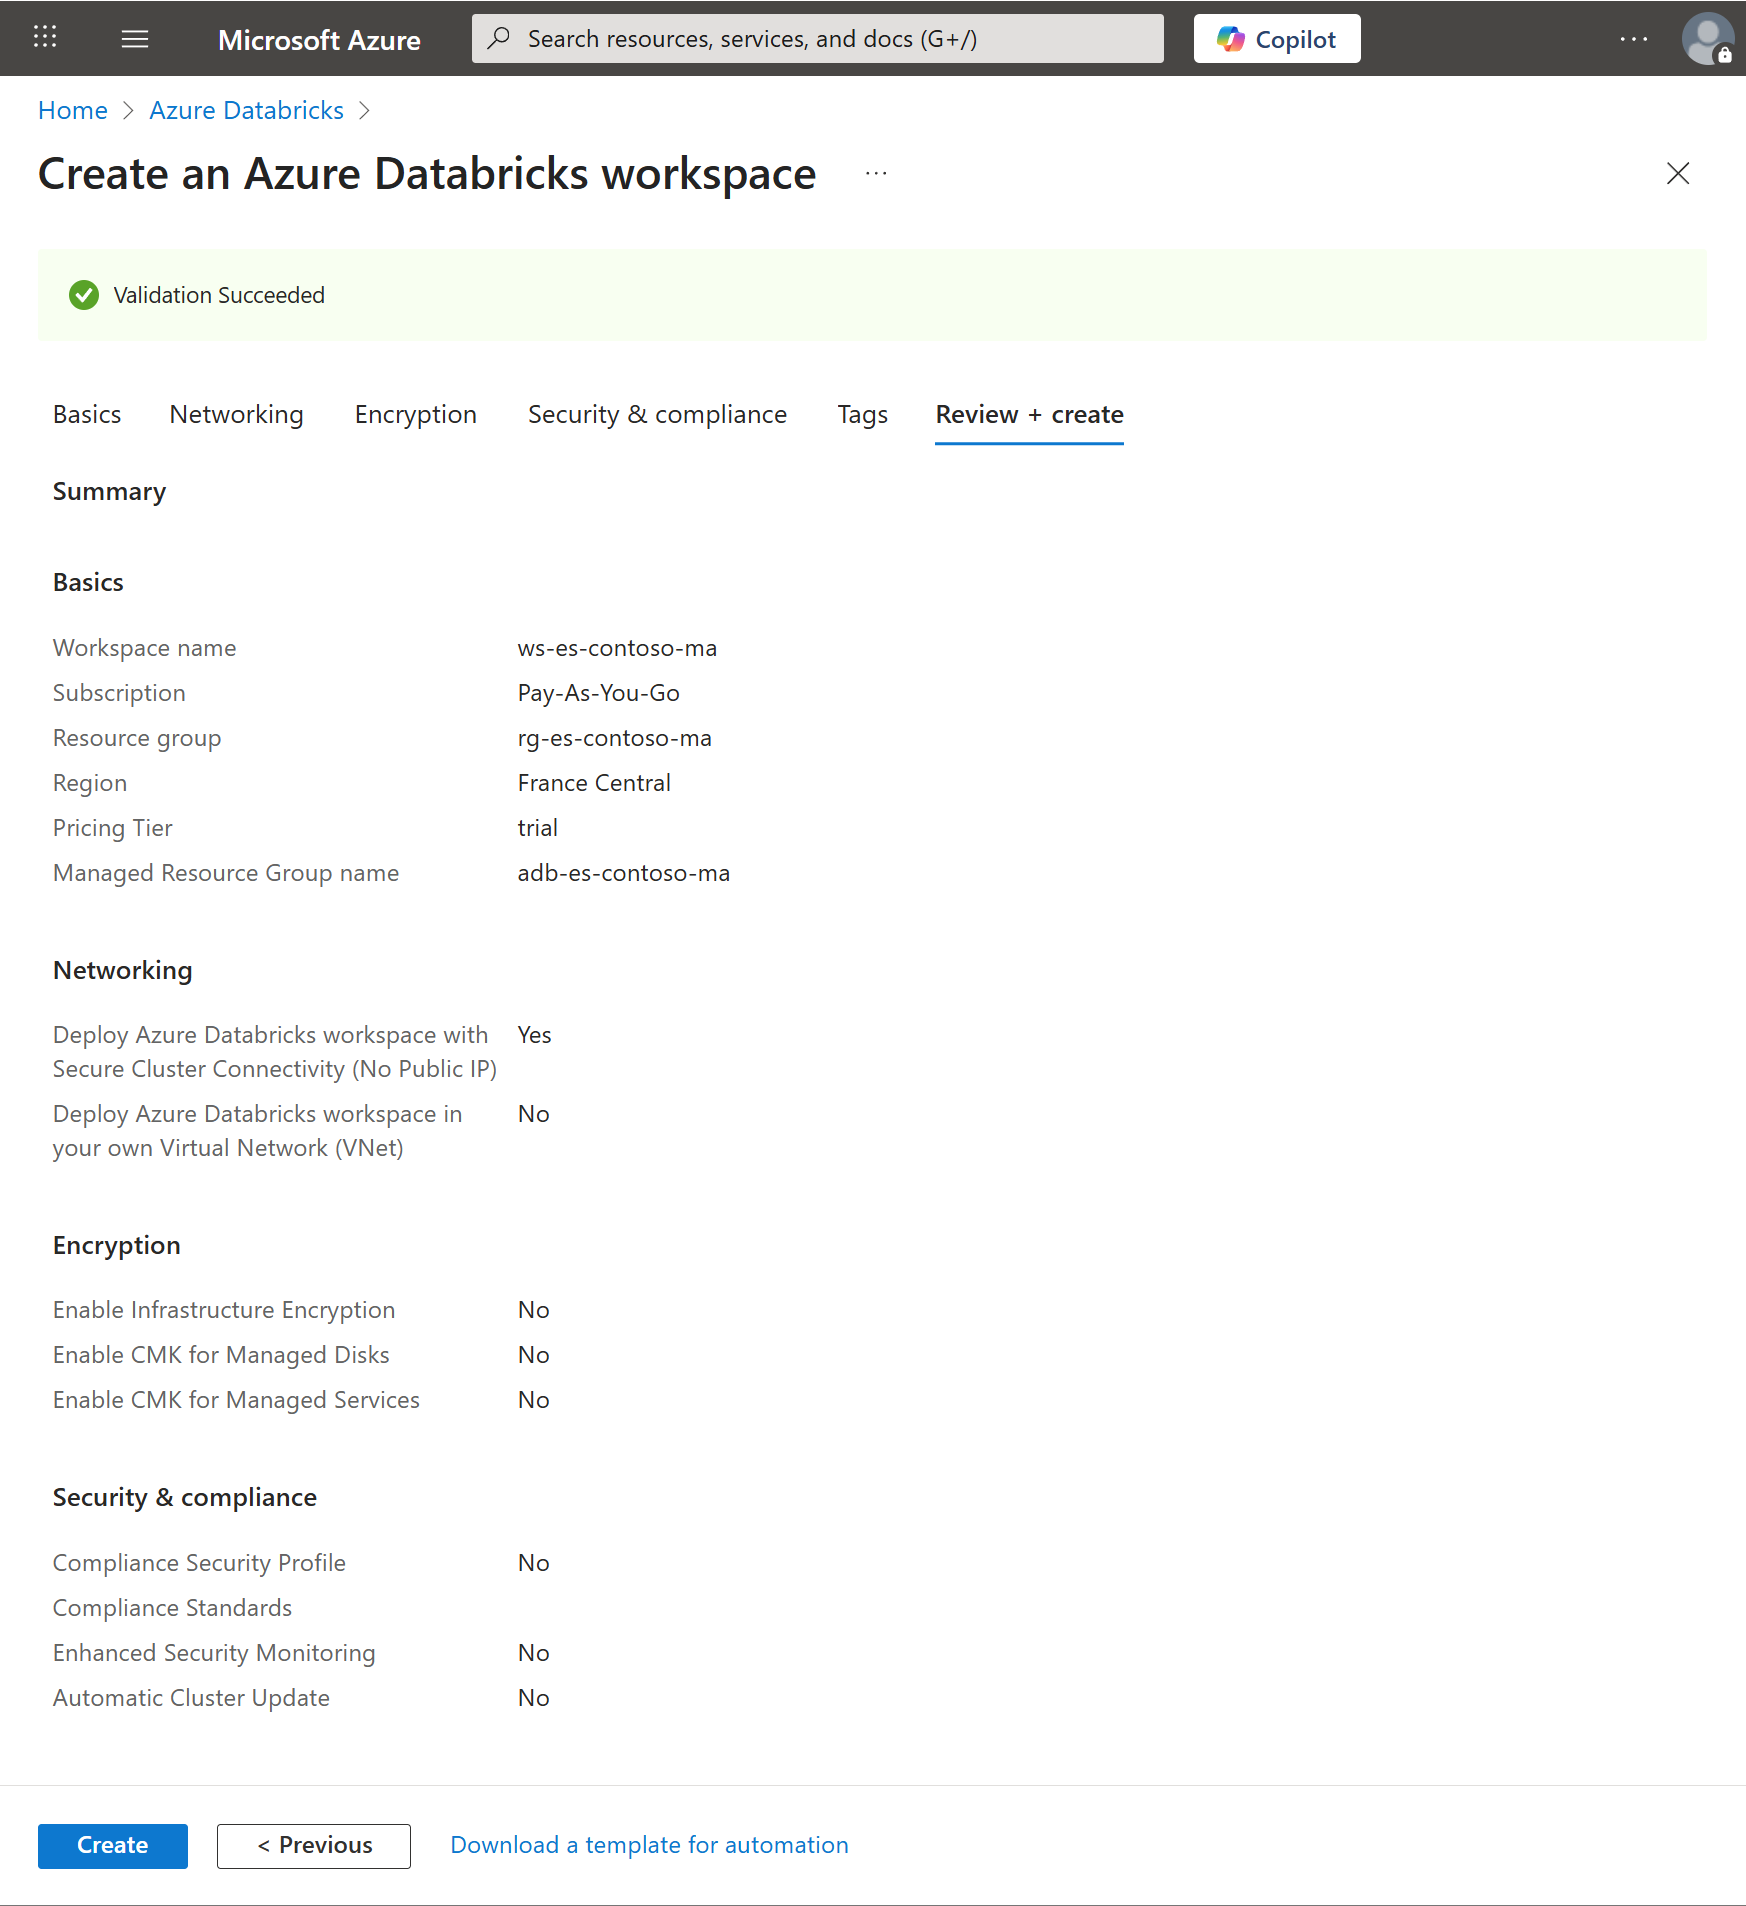 Microsoft Azure
Search resources, services, and docs (G+/)
Copilot
Home > Azure Databricks >
Create an Azure Databricks workspace ...
Validation Succeeded
Basics Networking Encryption Security & compliance Tags Review + create
Summary
Basics
Workspace name ws-es-contoso-ma
Subscription Pay-As-You-Go
Resource group rg-es-contoso-ma
Region France Central
Pricing Tier trial
Managed Resource Group name adb-es-contoso-ma
Networking
Deploy Azure Databricks workspace with Yes
Secure Cluster Connectivity (No Public IP)
Deploy Azure Databricks workspace in No
your own Virtual Network (VNet)
Encryption
Enable Infrastructure Encryption No
Enable CMK for Managed Disks No
Enable CMK for Managed Services No
Security & compliance
Compliance Security Profile No
Compliance Standards
Enhanced Security Monitoring No
Automatic Cluster Update No
Create < Previous Download a template for automation